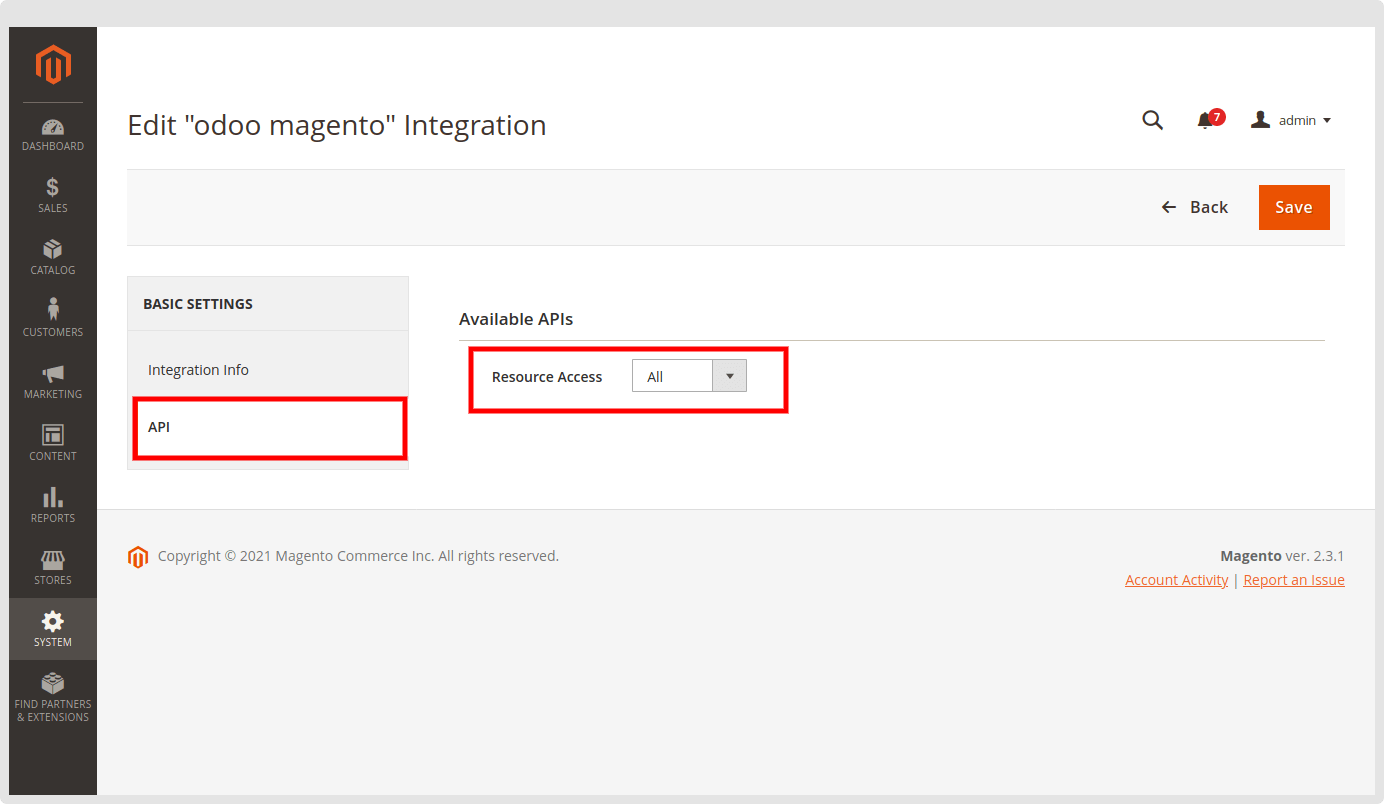 DASHBOARD
SALES
CATALOG
CUSTOMERS
MARKETING
CONTENT
REPORTS
STORES
SYSTEM
FIND PARTNERS
& EXTENSIONS
Edit "odoo magento" Integration
7
admin
Back
Save
BASIC SETTINGS
Integration Info
API
Available APIs
Resource Access All
Copyright © 2021 Magento Commerce Inc. All rights reserved.
Magento ver. 2.3.1
Account Activity | Report an Issue